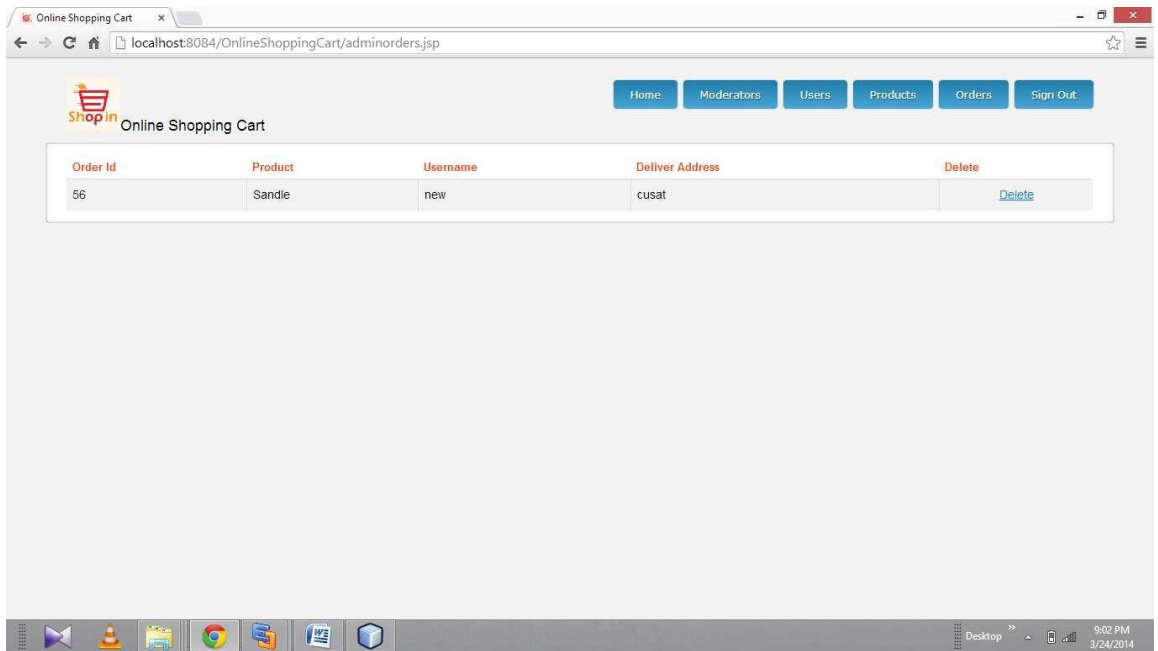 Online Shopping Cart
localhost:8084/OnlineShoppingCart/adminorders.jsp
Shop in
Online Shopping Cart
Home Moderators Users Products Orders Sign Out
Order Id Product Username Deliver Address Delete
56 Sandle new cusat Delete
Desktop
9:02 PM
3/24/2014